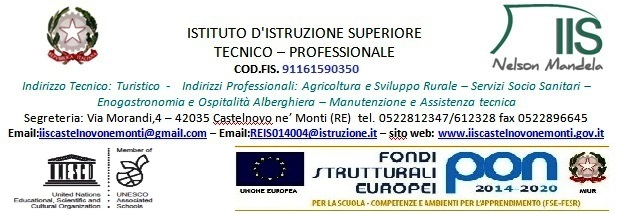 ISTITUTO D'ISTRUZIONE SUPERIORE
TECNICO – PROFESSIONALE
COD.FIS. 91161590350
IIS
Nelson Mandela
Indirizzo Tecnico: Turistico - Indirizzi Professionali: Agricoltura e Sviluppo Rurale – Servizi Socio Sanitari –
Enogastronomia e Ospitalità Alberghiera – Manutenzione e Assistenza tecnica
Segreteria: Via Morandi,4 – 42035 Castelnovo ne' Monti (RE) tel. 0522812347/612328 fax 0522896645
Email:iiscastelnovonemonti@gmail.com – Email:REIS014004@istruzione.it – sito web: www.iiscastelnovonemonti.gov.it
UNESCO
United Nations
Educational, Scientific and
Cultural Organization
Member of
UNESCO
Associated
Schools
UNIONE EUROPEA
FONDI
STRUTTURALI
EUROPEI
pon
2014-2020
MIUR
PER LA SCUOLA - COMPETENZE E AMBIENTI PER L'APPRENDIMENTO (FSE-FESR)